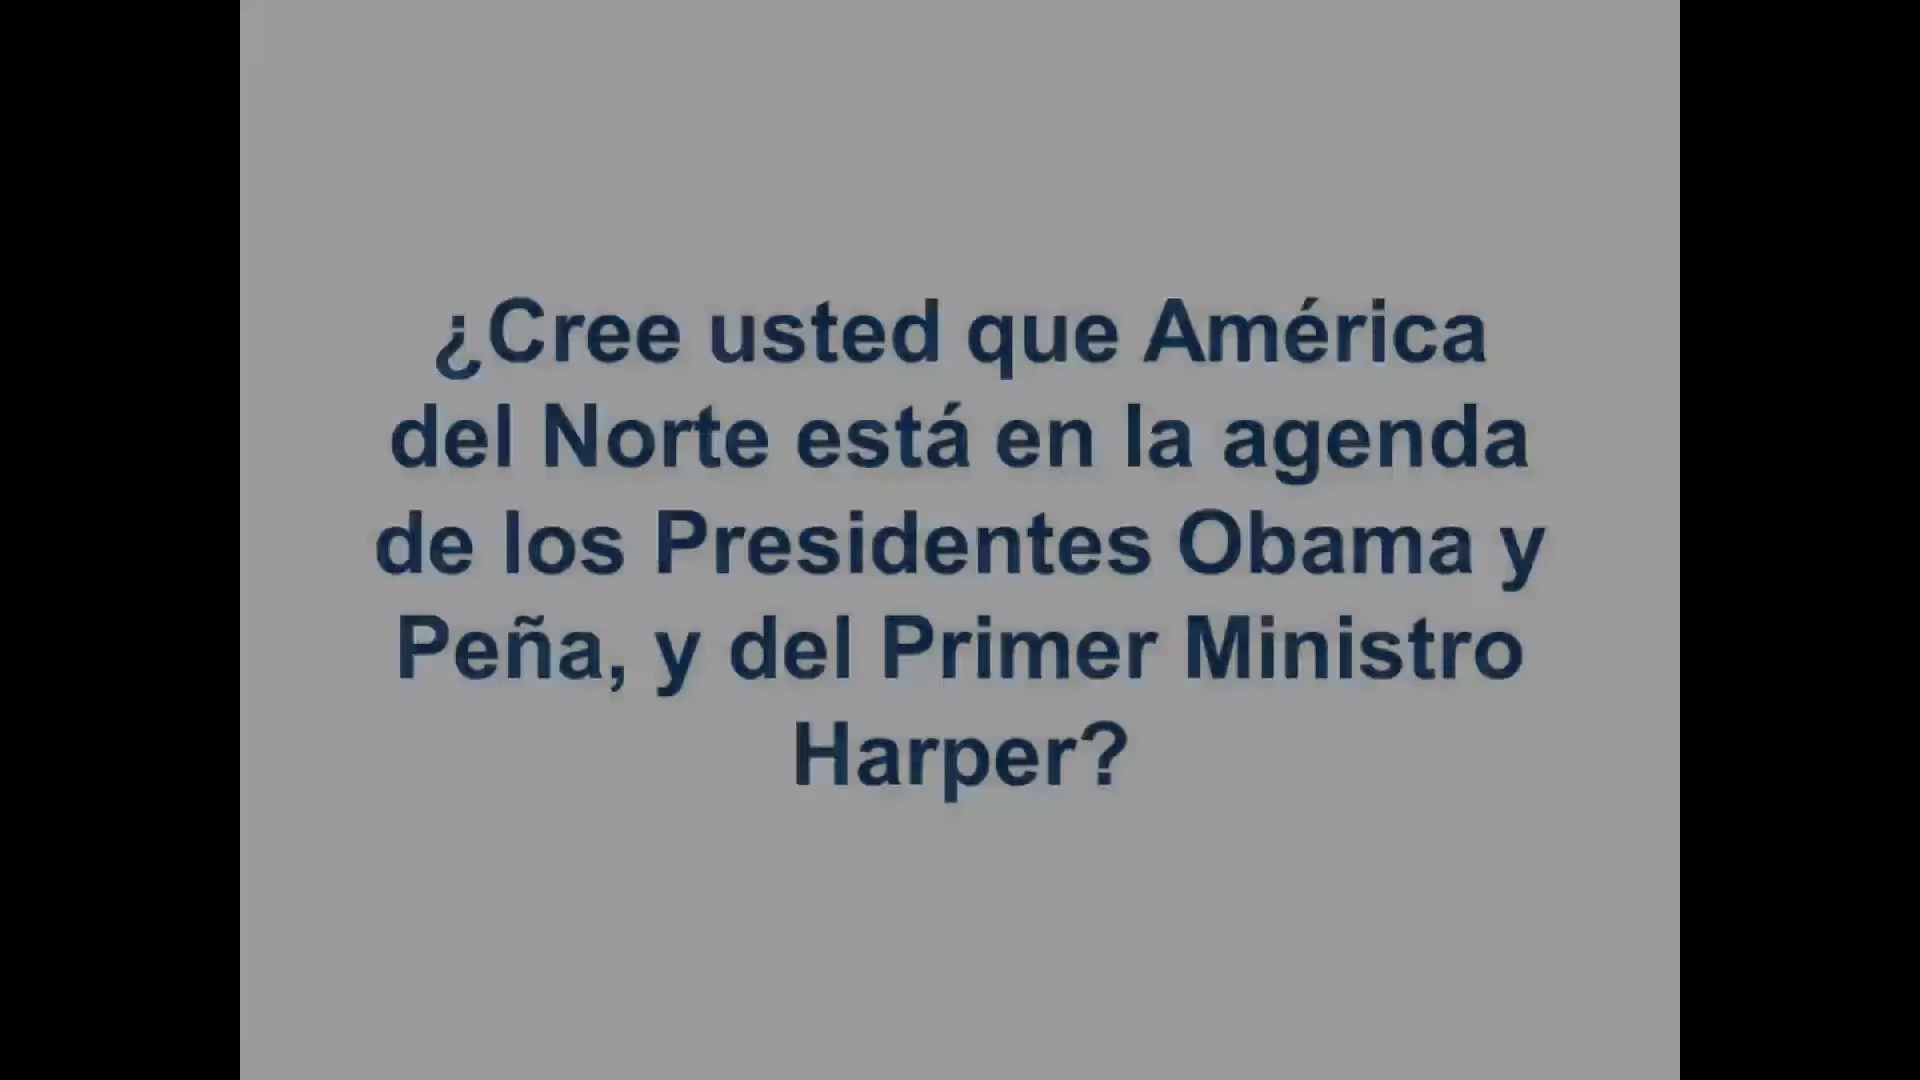 ¿Cree usted que América
del Norte está en la agenda
de los Presidentes Obama y
Peña, y del Primer Ministro
Harper?